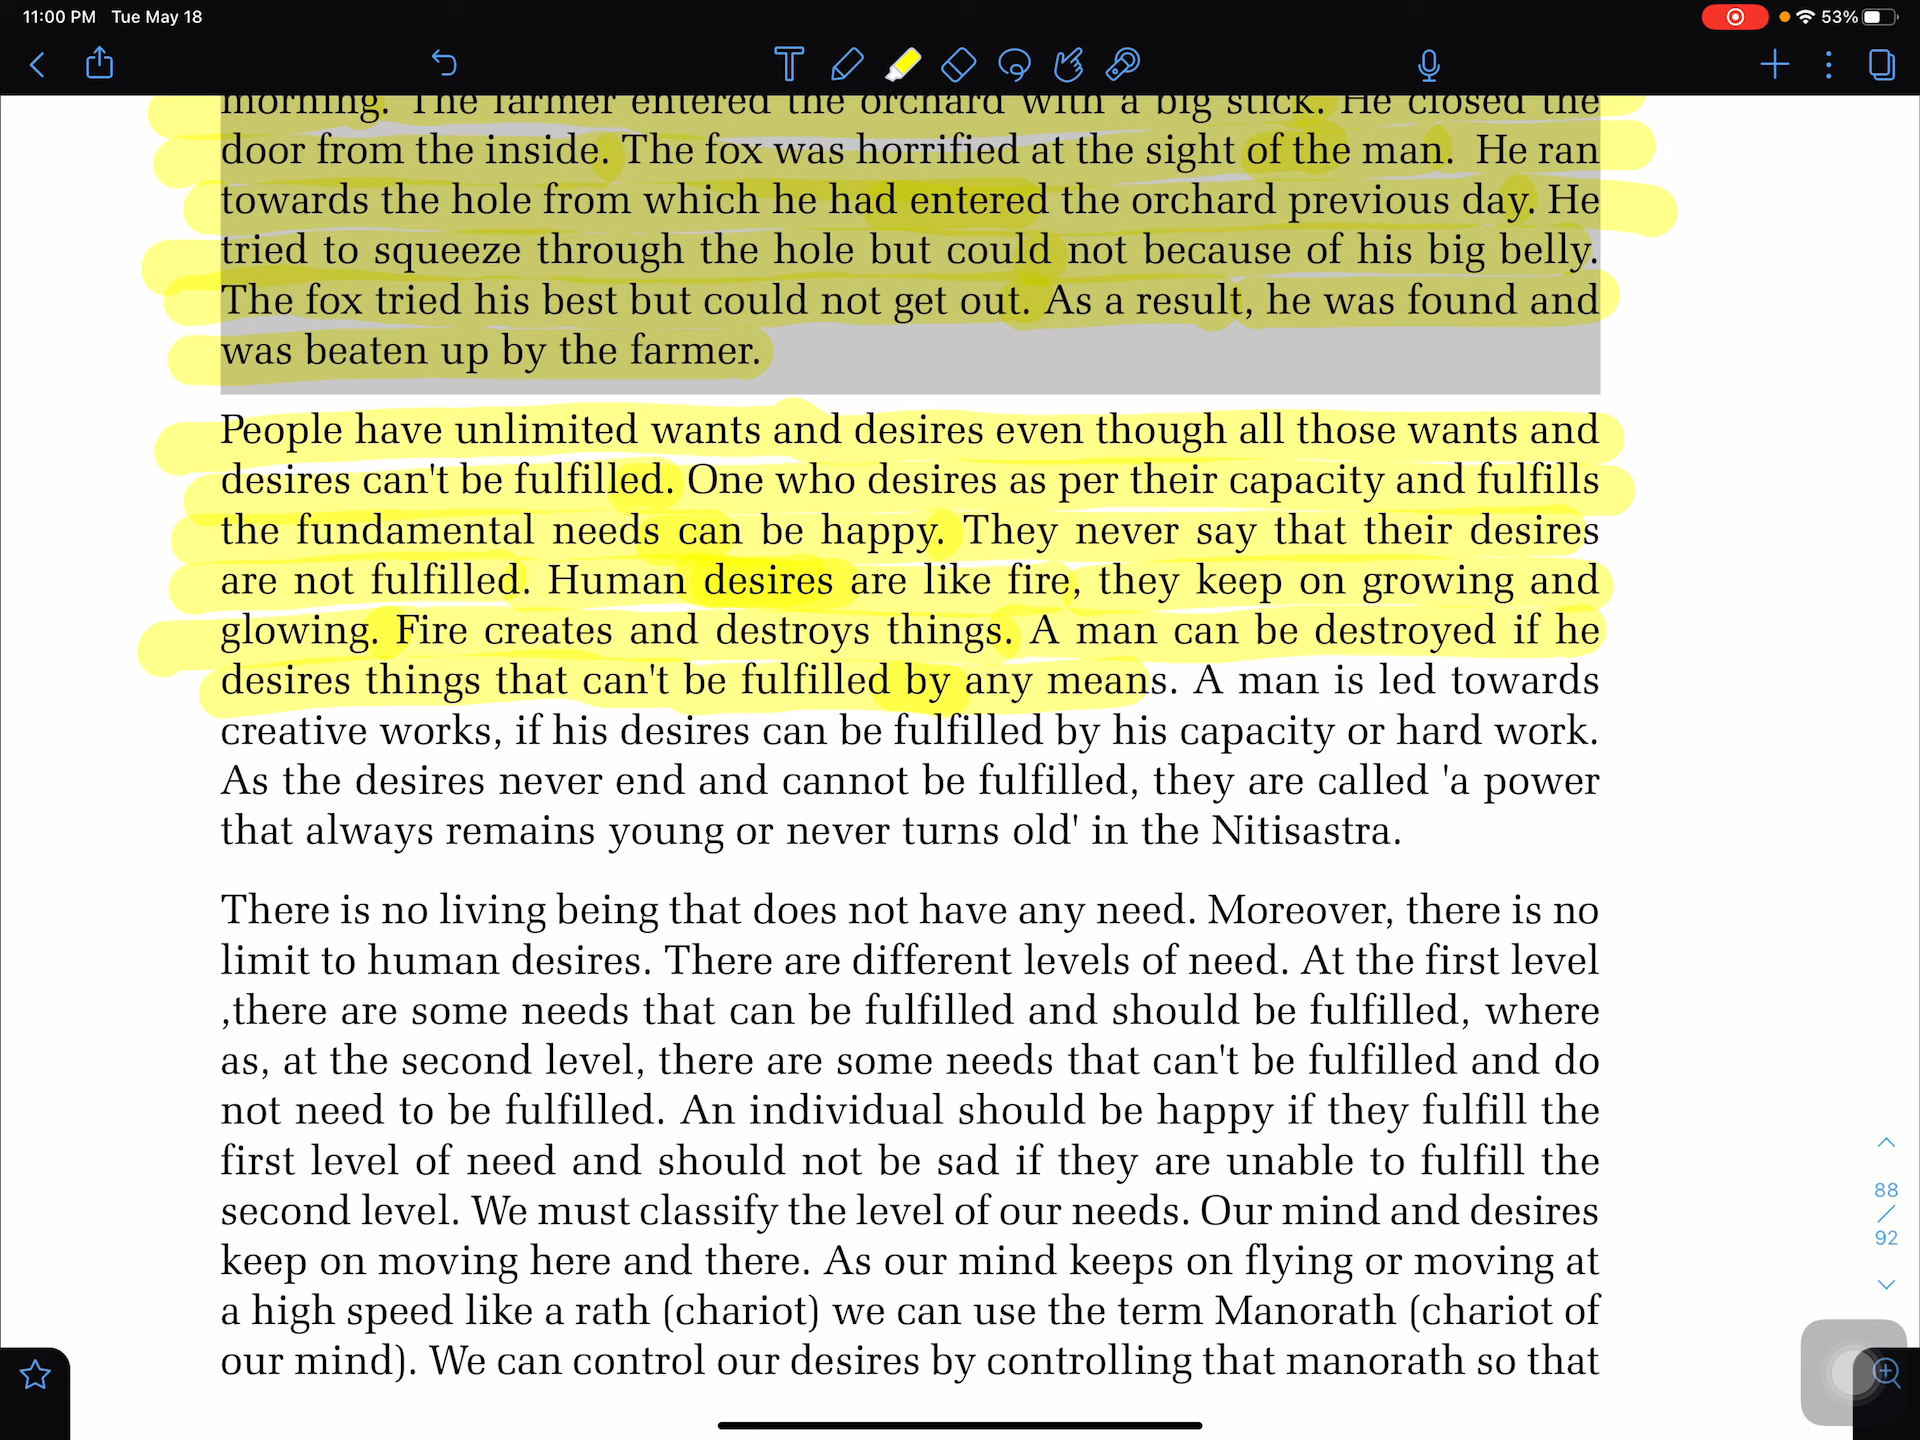 11:00 PM Tue May 18
53%
morning. The farmer entered the orchard with a big stick. He closed the
door from the inside. The fox was horrified at the sight of the man. He ran
towards the hole from which he had entered the orchard previous day. He
tried to squeeze through the hole but could not because of his big belly.
The fox tried his best but could not get out. As a result, he was found and
was beaten up by the farmer.
People have unlimited wants and desires even though all those wants and
desires can't be fulfilled. One who desires as per their capacity and fulfills
the fundamental needs can be happy. They never say that their desires
are not fulfilled. Human desires are like fire, they keep on growing and
glowing. Fire creates and destroys things. A man can be destroyed if he
desires things that can't be fulfilled by any means. A man is led towards
creative works, if his desires can be fulfilled by his capacity or hard work.
As the desires never end and cannot be fulfilled, they are called 'a power
that always remains young or never turns old' in the Nitisastra.
There is no living being that does not have any need. Moreover, there is no
limit to human desires. There are different levels of need. At the first level
,there are some needs that can be fulfilled and should be fulfilled, where
as, at the second level, there are some needs that can't be fulfilled and do
not need to be fulfilled. An individual should be happy if they fulfill the
first level of need and should not be sad if they are unable to fulfill the
second level. We must classify the level of our needs. Our mind and desires
keep on moving here and there. As our mind keeps on flying or moving at
a high speed like a rath (chariot) we can use the term Manorath (chariot of
our mind). We can control our desires by controlling that manorath so that
88
/
92